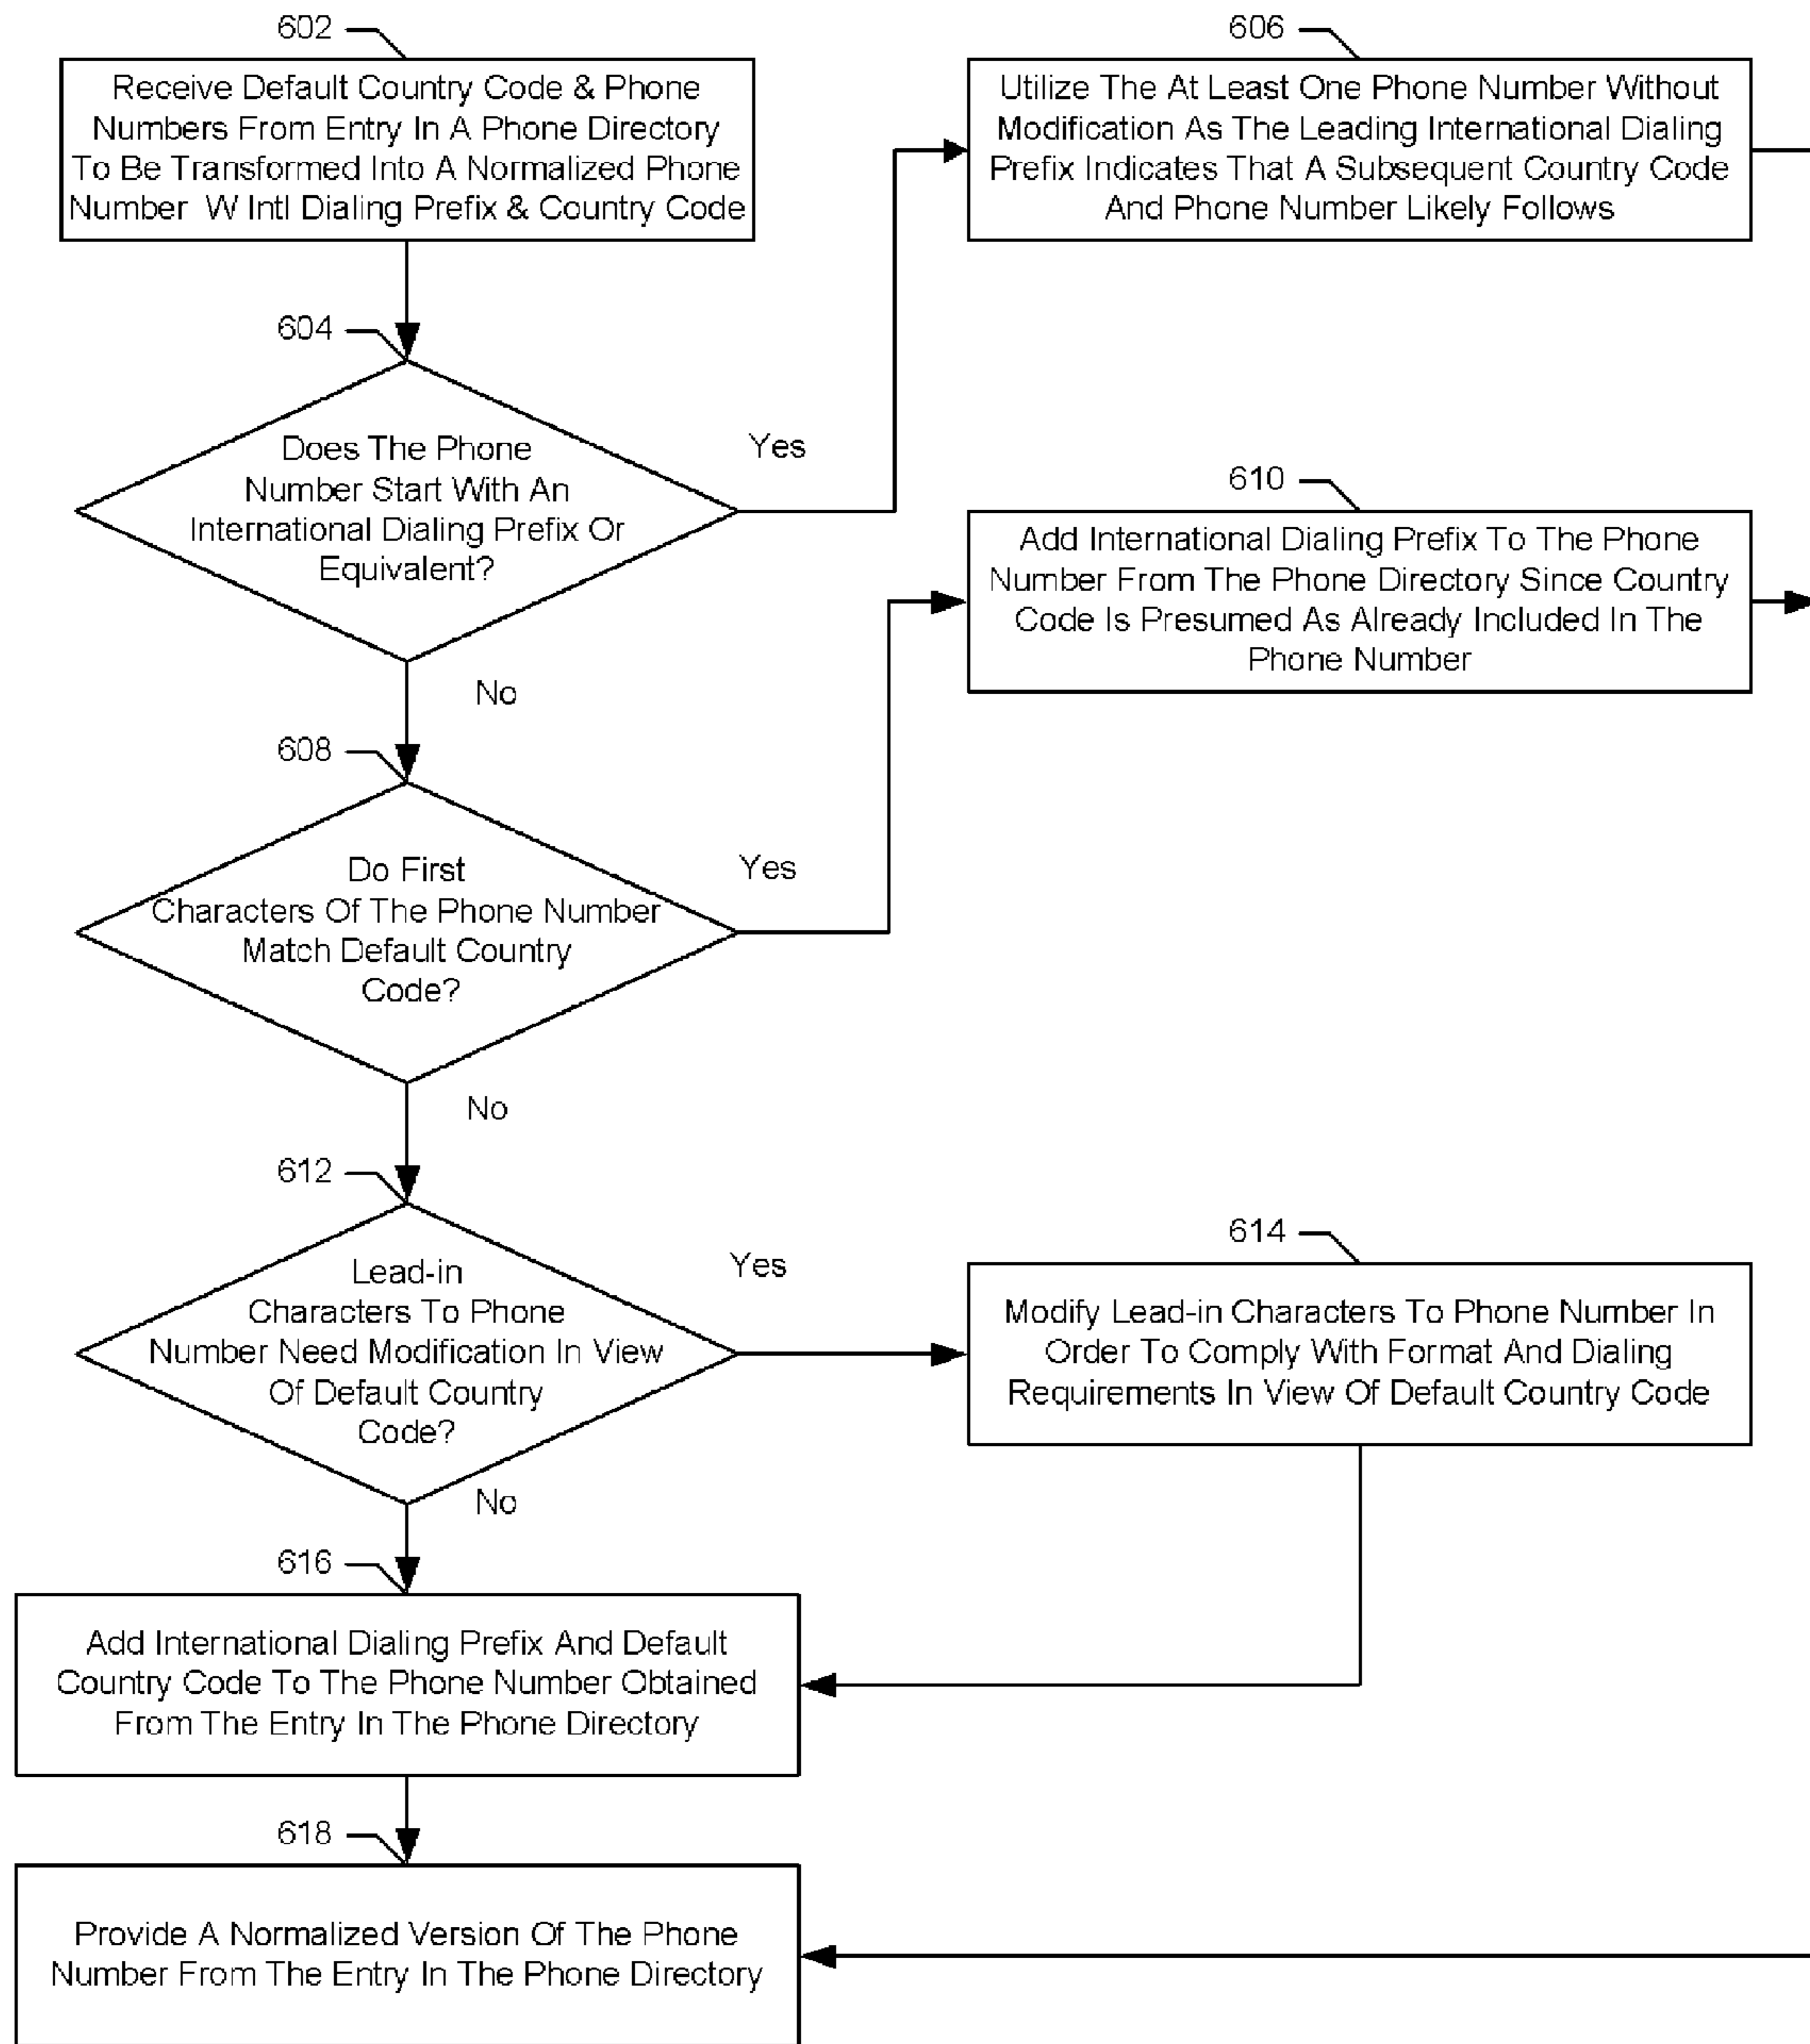 602
Receive Default Country Code & Phone
Numbers From Entry In A Phone Directory
To Be Transformed Into A Normalized Phone
Number W Intl Dialing Prefix & Country Code
606
Utilize The At Least One Phone Number Without
Modification As The Leading International Dialing
Prefix Indicates That A Subsequent Country Code
And Phone Number Likely Follows
604
Does The Phone
Number Start With An
International Dialing Prefix Or
Equivalent?
Yes
No
610
Add International Dialing Prefix To The Phone
Number From The Phone Directory Since Country
Code Is Presumed As Already Included In The
Phone Number
608
Do First
Characters Of The Phone Number
Match Default Country
Code?
Yes
No
612
Lead-in
Characters To Phone
Number Need Modification In View
Of Default Country
Code?
Yes
No
614
Modify Lead-in Characters To Phone Number In
Order To Comply With Format And Dialing
Requirements In View Of Default Country Code
616
Add International Dialing Prefix And Default
Country Code To The Phone Number Obtained
From The Entry In The Phone Directory
618
Provide A Normalized Version Of The Phone
Number From The Entry In The Phone Directory